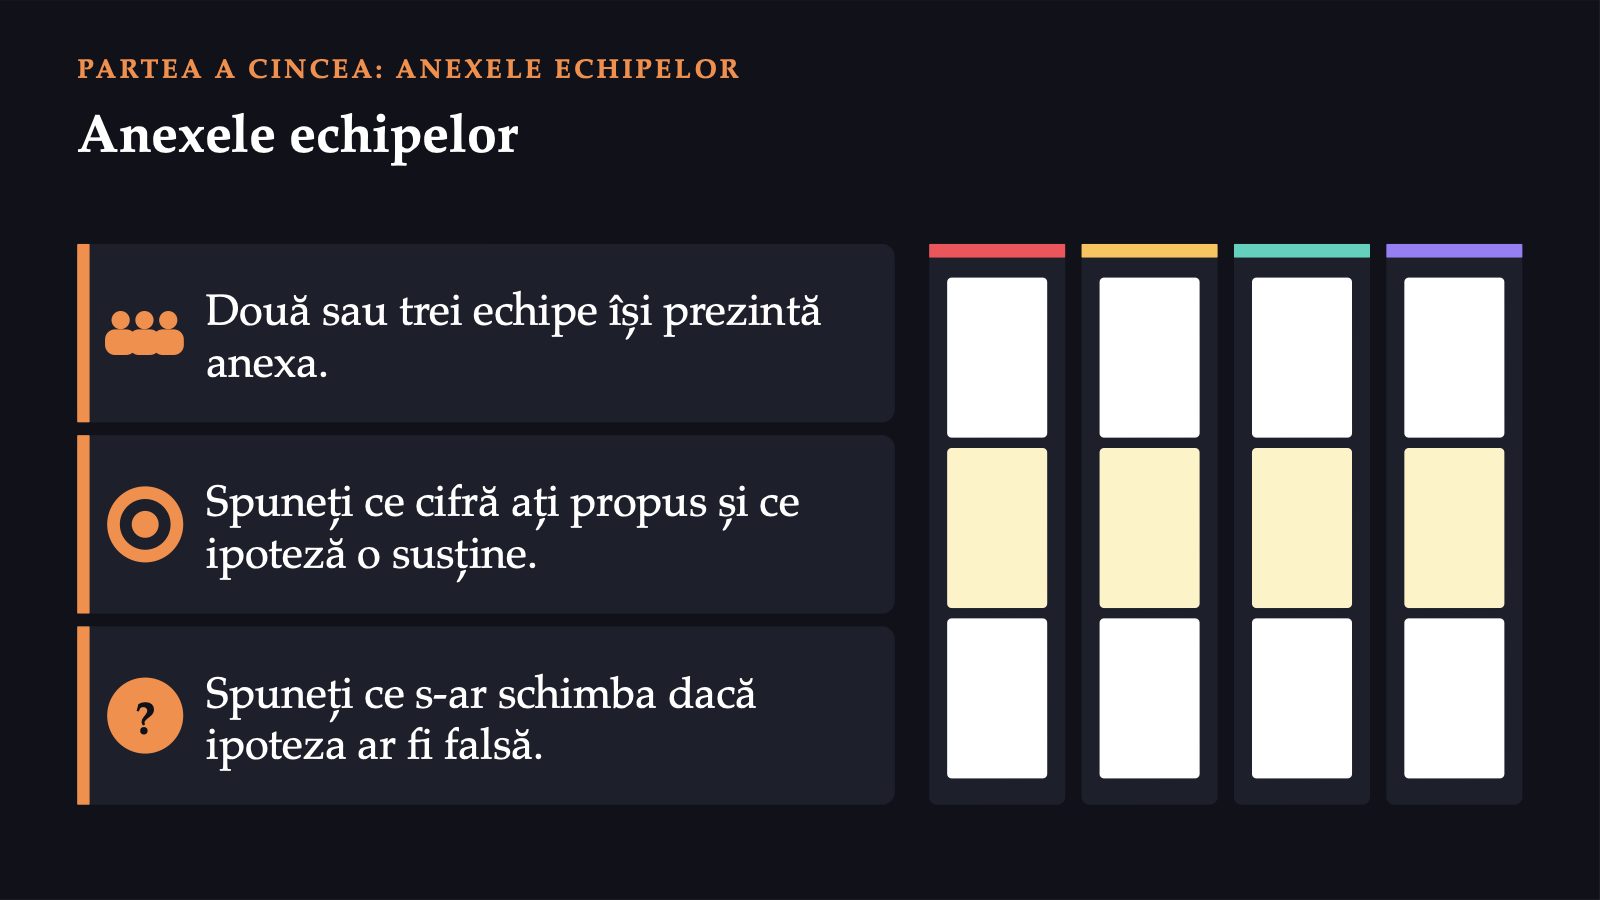 PARTEA A CINCEA: ANEXELE ECHIPELOR
Anexele echipelor
Două sau trei echipe își prezintă
anexa.
Spuneți ce cifră ați propus și ce
ipoteză o susține.
?
Spuneți ce s-ar schimba dacă
ipoteza ar fi falsă.